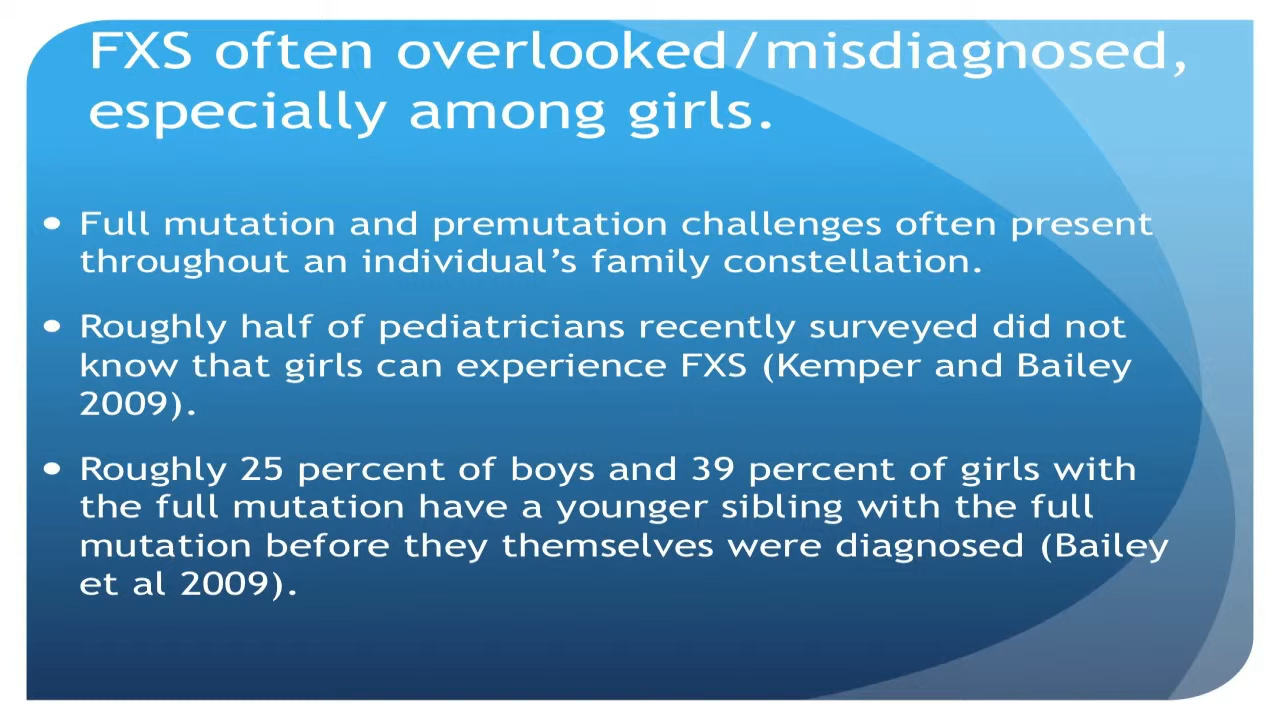 FXS often overlooked/misdiagnosed,
especially among girls.
• Full mutation and premutation challenges often present
throughout an individual’s family constellation.
• Roughly half of pediatricians recently surveyed did not
know that girls can experience FXS (Kemper and Bailey
2009).
• Roughly 25 percent of boys and 39 percent of girls with
the full mutation have a younger sibling with the full
mutation before they themselves were diagnosed (Bailey
et al 2009).